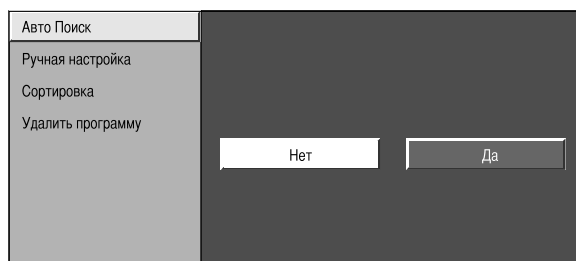 Авто Поиск
Ручная настройка
Сортировка
Удалить программу
Нет
Да